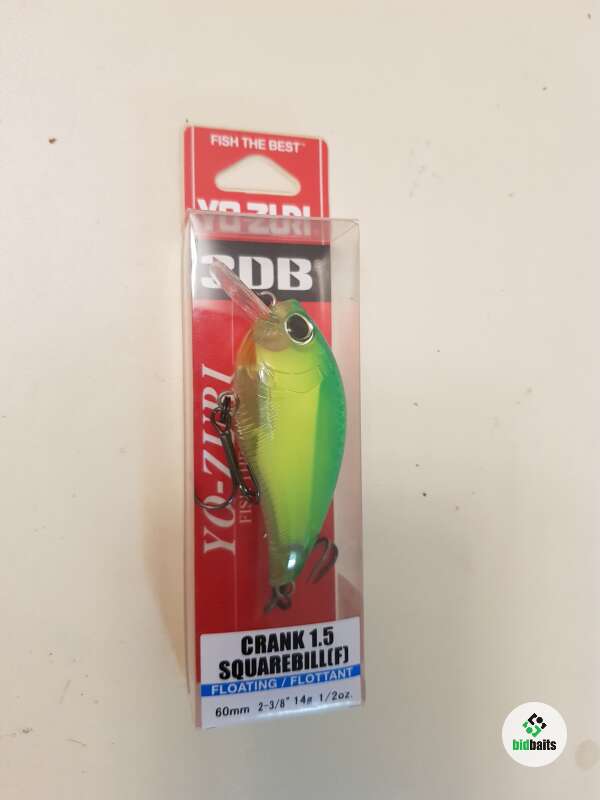 FISH THE BEST™
YO-ZURI
3DB®
YO-ZURI
CRANK 1.5
SQUAREBILL(F)
FLOATING / FLOTTANT
60mm 2-3/8" 14g 1/2oz.
bidbaits